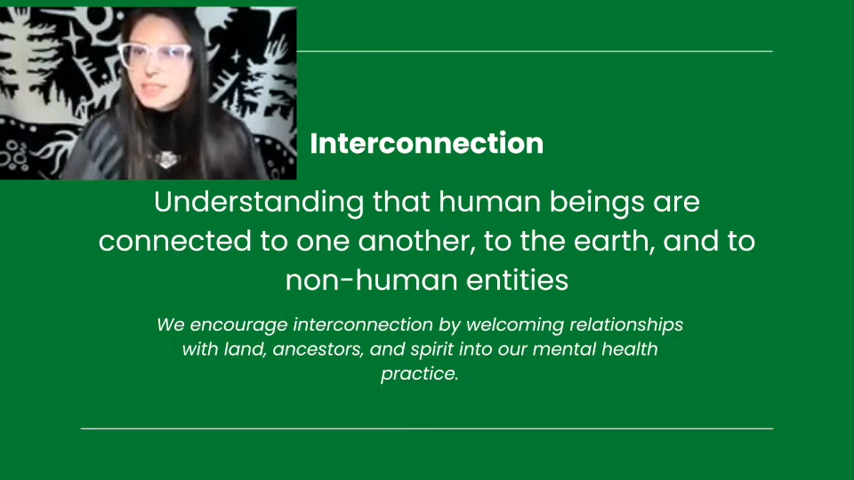 Interconnection
Understanding that human beings are
connected to one another, to the earth, and to
non-human entities
We encourage interconnection by welcoming relationships
with land, ancestors, and spirit into our mental health
practice.